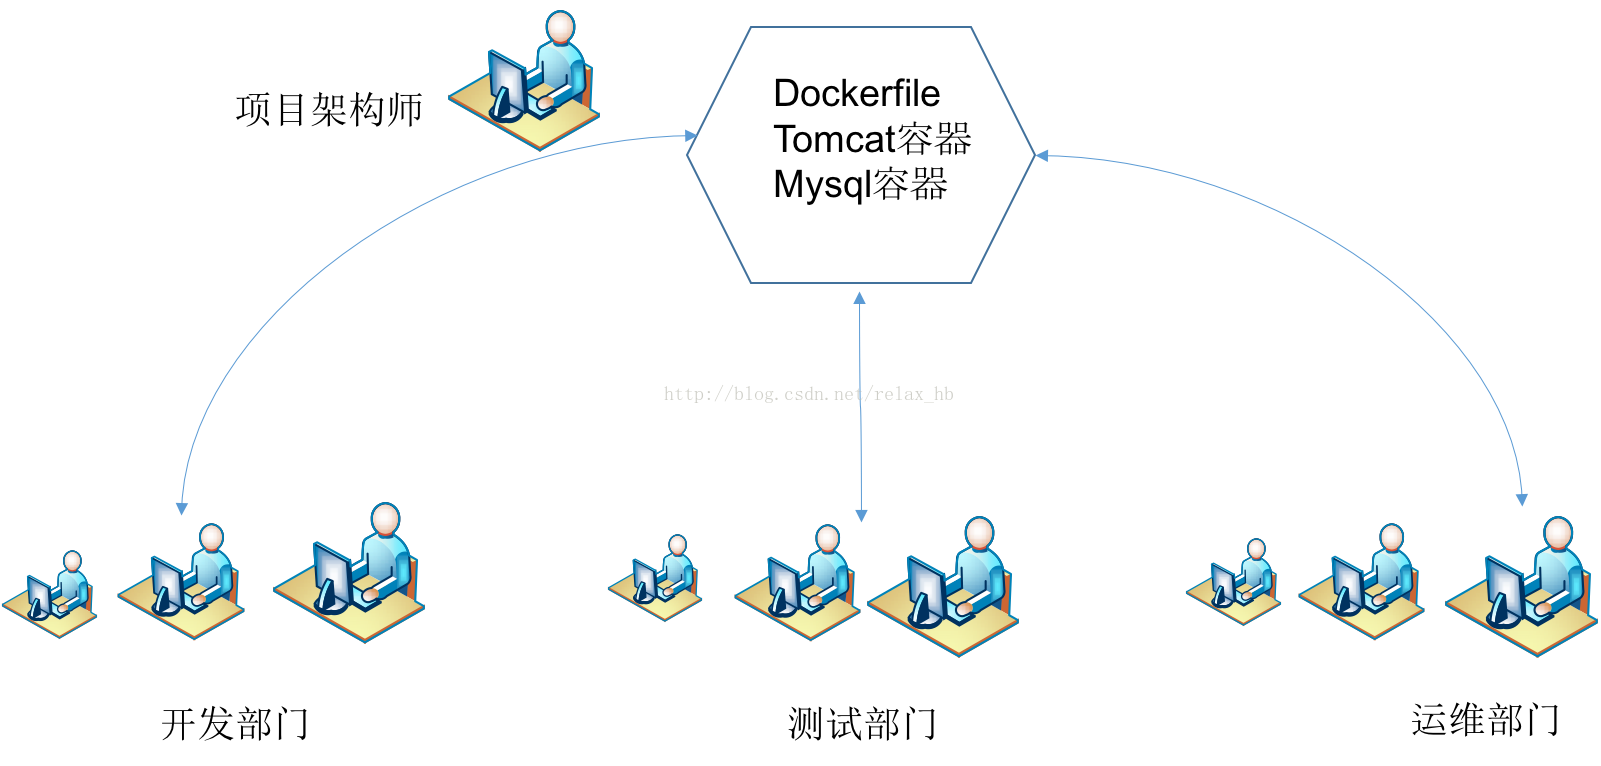 项目架构师
Dockerfile
Tomcat容器
Mysql容器
http://blog.csdn.net/relax_hb
开发部门
测试部门
运维部门